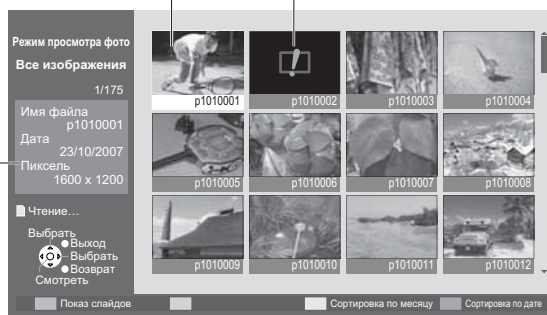 Режим просмотра фото
Все изображения
1/175
Имя файла
p1010001
Дата
23/10/2007
Пиксель
1600 x 1200
Чтение…
Выбрать
Выход
Выбрать
Возврат
Смотреть
p1010001
p1010002
p1010003
p1010004
p1010005
p1010006
p1010007
p1010008
p1010009
p1010010
p1010011
p1010012
Показ слайдов
Сортировка по месяцу
Сортировка по дате